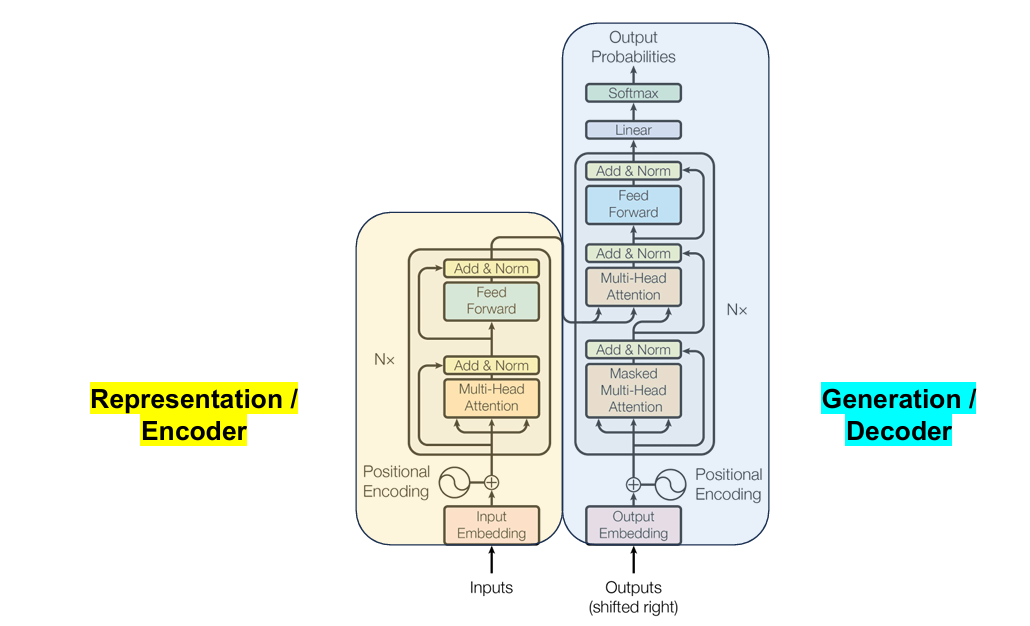 Output
Probabilities
Softmax
Linear
Add & Norm
Feed
Forward
Add & Norm
Multi-Head
Attention
Add & Norm
Masked
Multi-Head
Attention
N×
Positional
Encoding
Output
Embedding
Outputs
(shifted right)
Add & Norm
Feed
Forward
Add & Norm
Multi-Head
Attention
N×
Positional
Encoding
Input
Embedding
Inputs
Representation /
Encoder
Generation /
Decoder